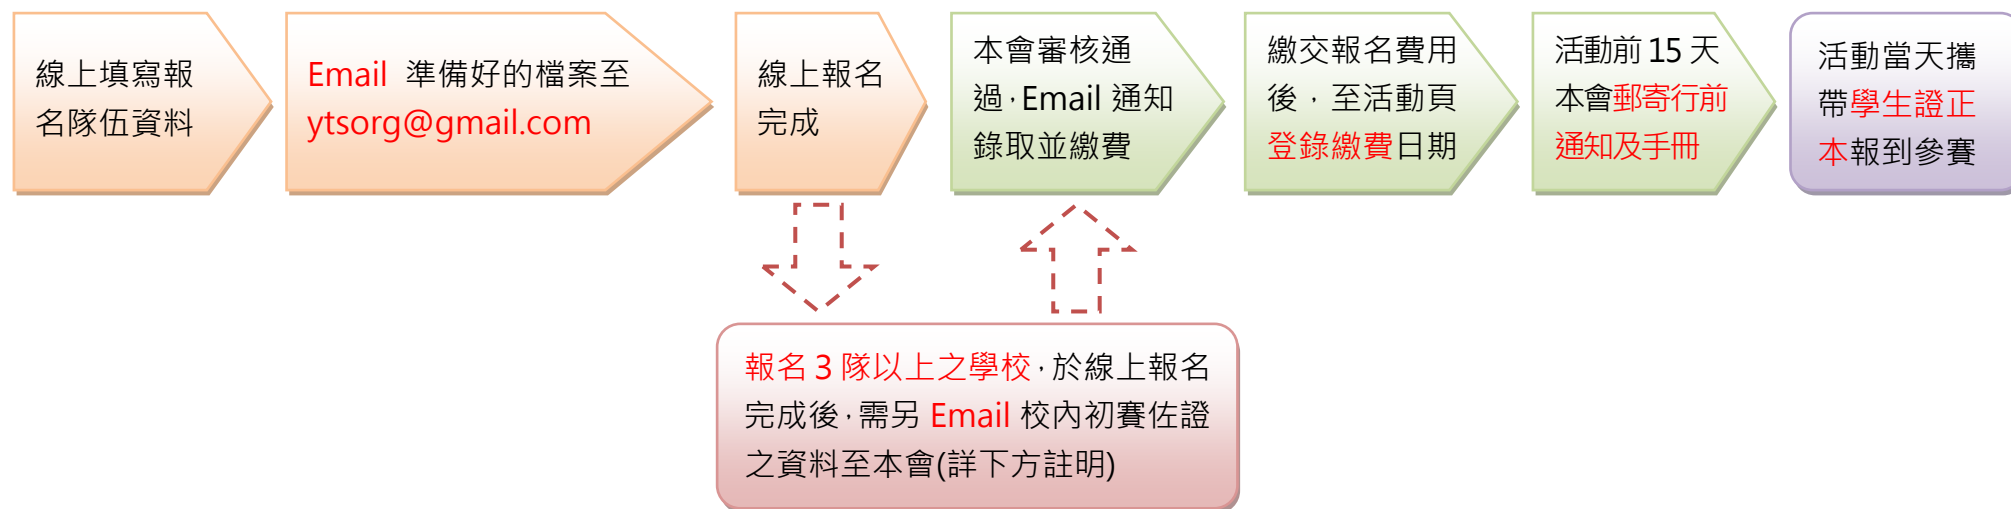 線上填寫報
名隊伍資料
Email 準備好的檔案至
ytsorg@gmail.com
線上報名
完成
本會審核通
過，Email 通知
錄取並繳費
繳交報名費用
後，至活動頁
登錄繳費日期
活動前 15 天
本會郵寄行前
通知及手冊
活動當天攜
帶學生證正
本報到參賽
報名 3 隊以上之學校，於線上報名
完成後，需另 Email 校內初賽佐證
之資料至本會(詳下方註明)